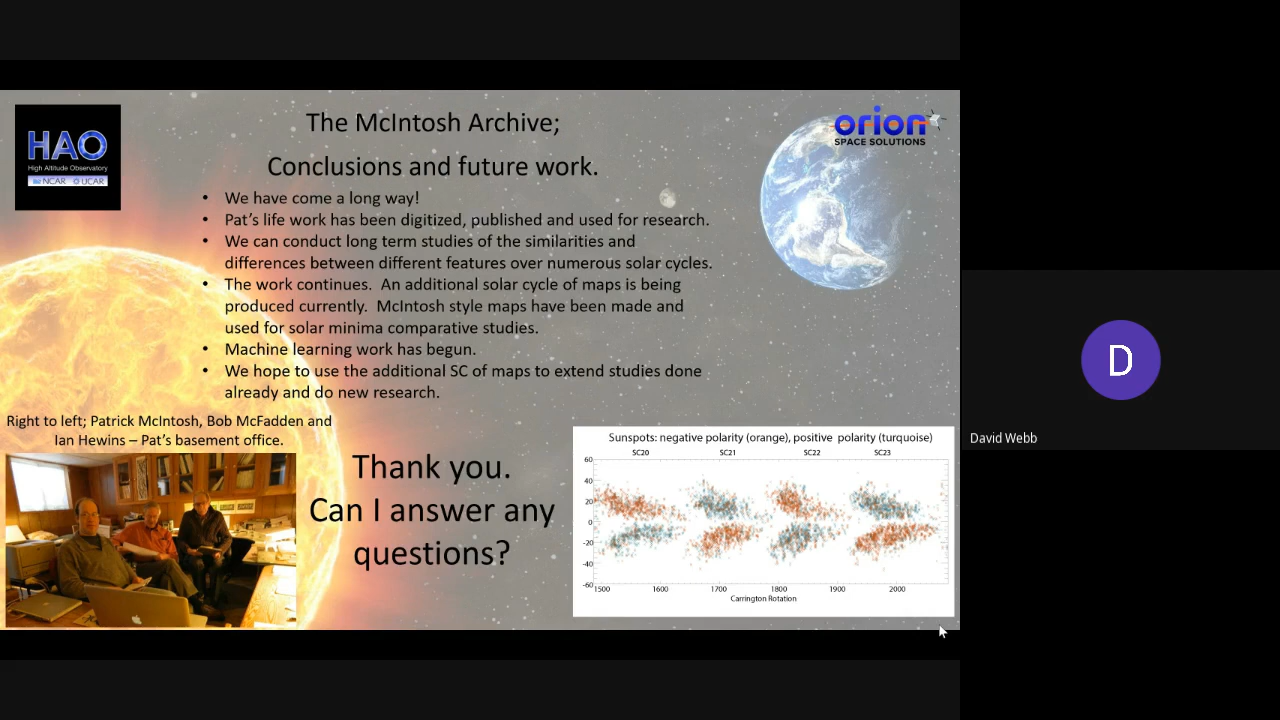 HAO
High Altitude Observatory
NCAR UCAR
The McIntosh Archive;
Conclusions and future work.
orion
SPACE SOLUTIONS
• We have come a long way!
• Pat’s life work has been digitized, published and used for research.
• We can conduct long term studies of the similarities and
differences between different features over numerous solar cycles.
• The work continues. An additional solar cycle of maps is being
produced currently. McIntosh style maps have been made and
used for solar minima comparative studies.
• Machine learning work has begun.
• We hope to use the additional SC of maps to extend studies done
already and do new research.
Right to left; Patrick McIntosh, Bob McFadden and
Ian Hewins – Pat’s basement office.
Thank you.
Can I answer any
questions?
Sunspots: negative polarity (orange), positive polarity (turquoise)
SC20 SC21 SC22 SC23
60
40
20
0
-20
-40
-60
1500 1600 1700 1800 1900 2000
Carrington Rotation
D
David Webb